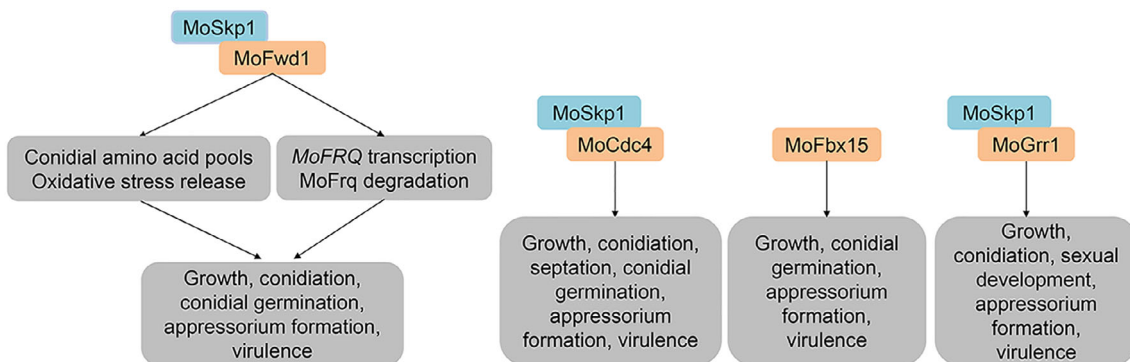 MoSkp1
MoFwd1
Conidial amino acid pools
Oxidative stress release
MoFRQ transcription
MoFrq degradation
Growth, conidiation,
conidial germination,
appressorium formation,
virulence
MoSkp1
MoCdc4
Growth, conidiation,
septation, conidial
germination,
appressorium
formation, virulence
MoFbx15
Growth, conidial
germination,
appressorium
formation,
virulence
MoSkp1
MoGrr1
Growth,
conidiation, sexual
development,
appressorium
formation,
virulence